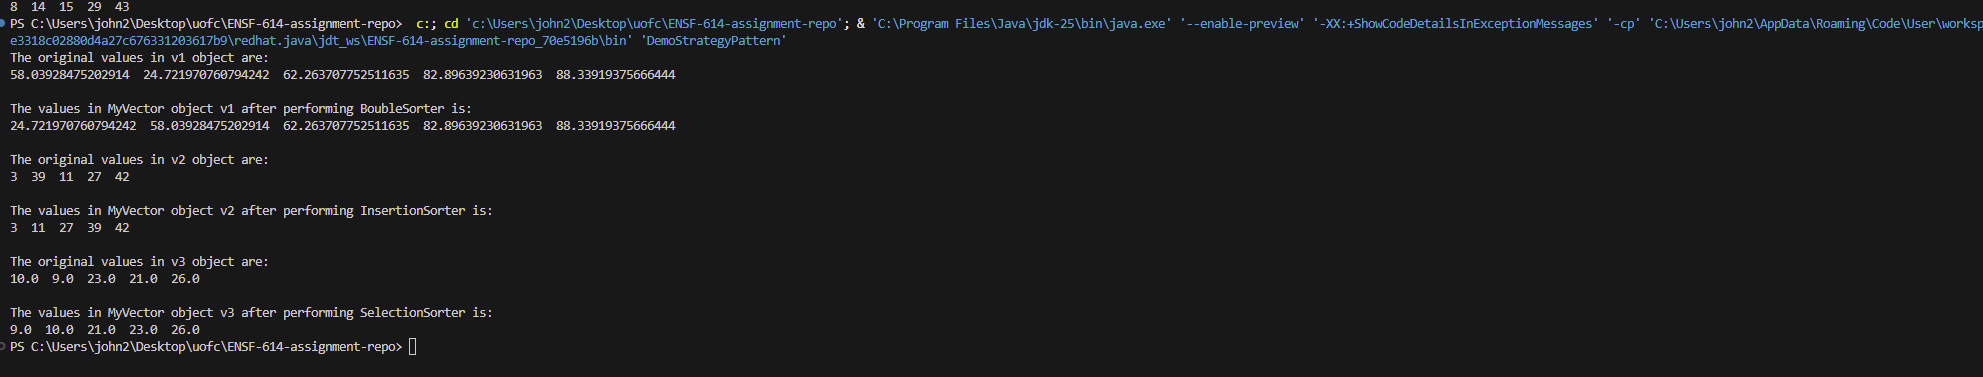 8  14  15  29  43
PS C:\Users\john2\Desktop\uofc\ENSF-614-assignment-repo>  c:; cd 'c:\Users\john2\Desktop\uofc\ENSF-614-assignment-repo'; & 'C:\Program Files\Java\jdk-25\bin\java.exe' '--enable-preview' '-XX:+ShowCodeDetailsInExceptionMessages' '-cp' 'C:\Users\john2\AppData\Roaming\Code\User\worksp
e3318c02880d4a27c676331203617b9\redhat.java\jdt_ws\ENSF-614-assignment-repo_70e5196b\bin' 'DemoStrategyPattern'
The original values in v1 object are:
58.03928475202914  24.721970760794242  62.263707752511635  82.89639230631963  88.33919375666444
The values in MyVector object v1 after performing BoubleSorter is:
24.721970760794242  58.03928475202914  62.263707752511635  82.89639230631963  88.33919375666444
The original values in v2 object are:
3  39  11  27  42
The values in MyVector object v2 after performing InsertionSorter is:
3  11  27  39  42
The original values in v3 object are:
10.0  9.0  23.0  21.0  26.0
The values in MyVector object v3 after performing SelectionSorter is:
9.0  10.0  21.0  23.0  26.0
PS C:\Users\john2\Desktop\uofc\ENSF-614-assignment-repo>